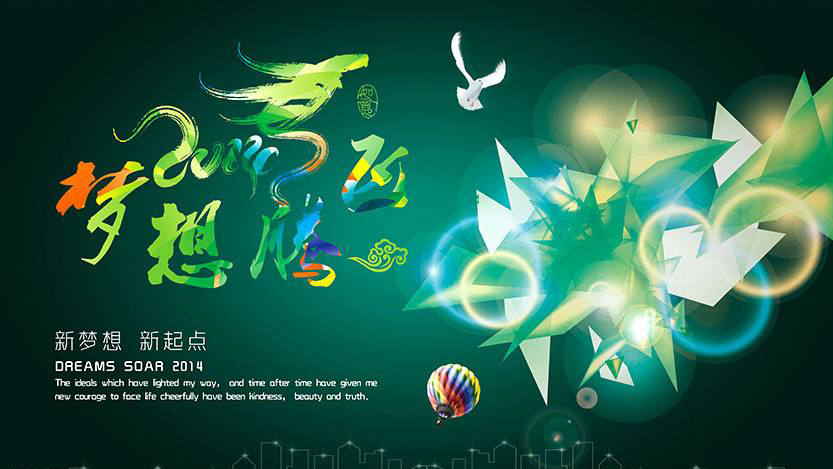 梦想腾飞
新梦想 新起点
DREAMS SOAR 2014
The ideals which have lighted my way, and time after time have given me
new courage to face life cheerfully have been kindness, beauty and truth.